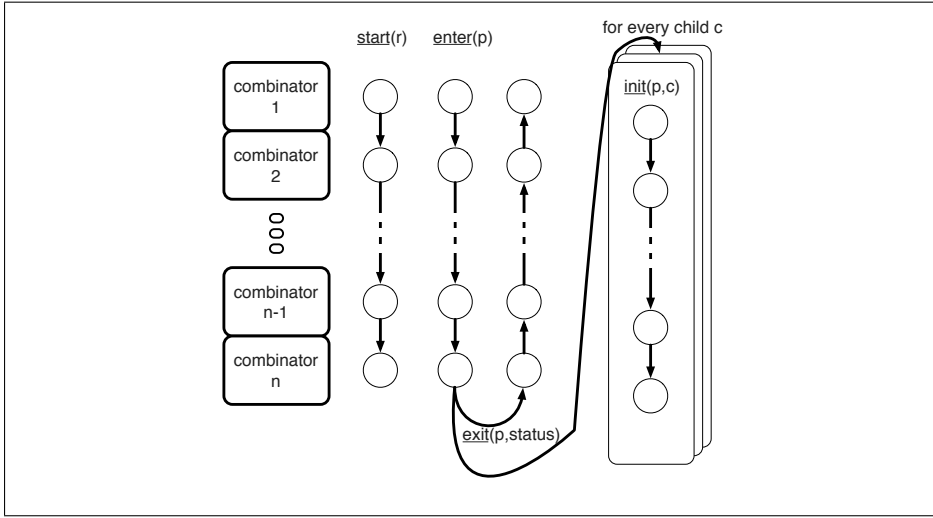 for every child c
start(r)
enter(p)
init(p,c)
combinator
1
combinator
2
combinator
n-1
combinator
n
exit(p,status)